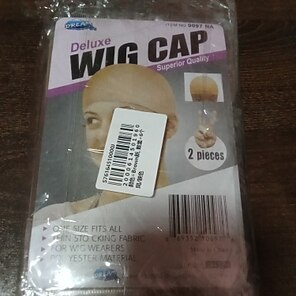 DREAM
ITEM NO 9097 NA
Deluxe
WIG CAP
Superior Quality
2 pieces
ONE SIZE FITS ALL
THIN STOCKING FABRIC
FOR WIG WEARERS
POLYESTER MATERIAL